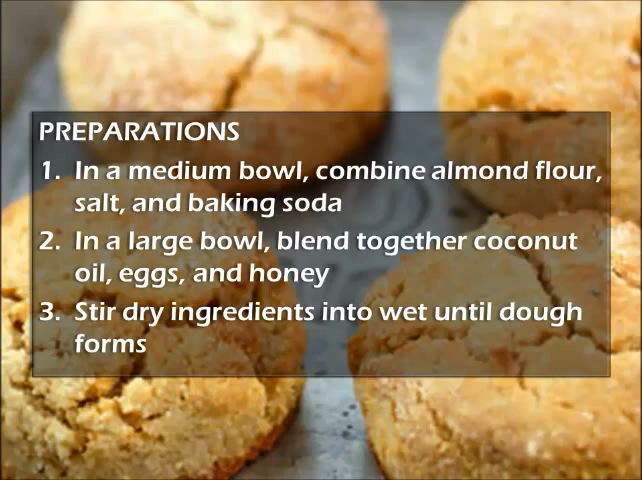 PREPARATIONS
1. In a medium bowl, combine almond flour,
salt, and baking soda
2. In a large bowl, blend together coconut
oil, eggs, and honey
3. Stir dry ingredients into wet until dough
forms